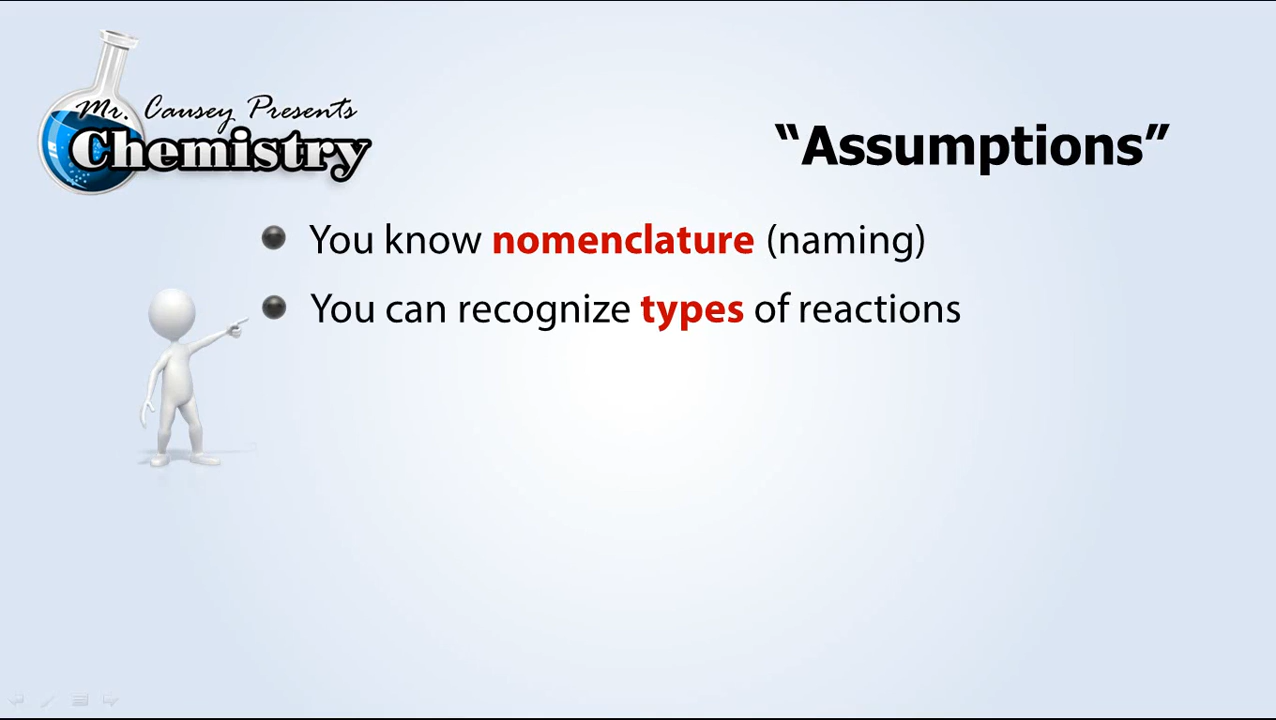 Mr. Causey Presents
Chemistry
“Assumptions”
You know nomenclature (naming)
You can recognize types of reactions